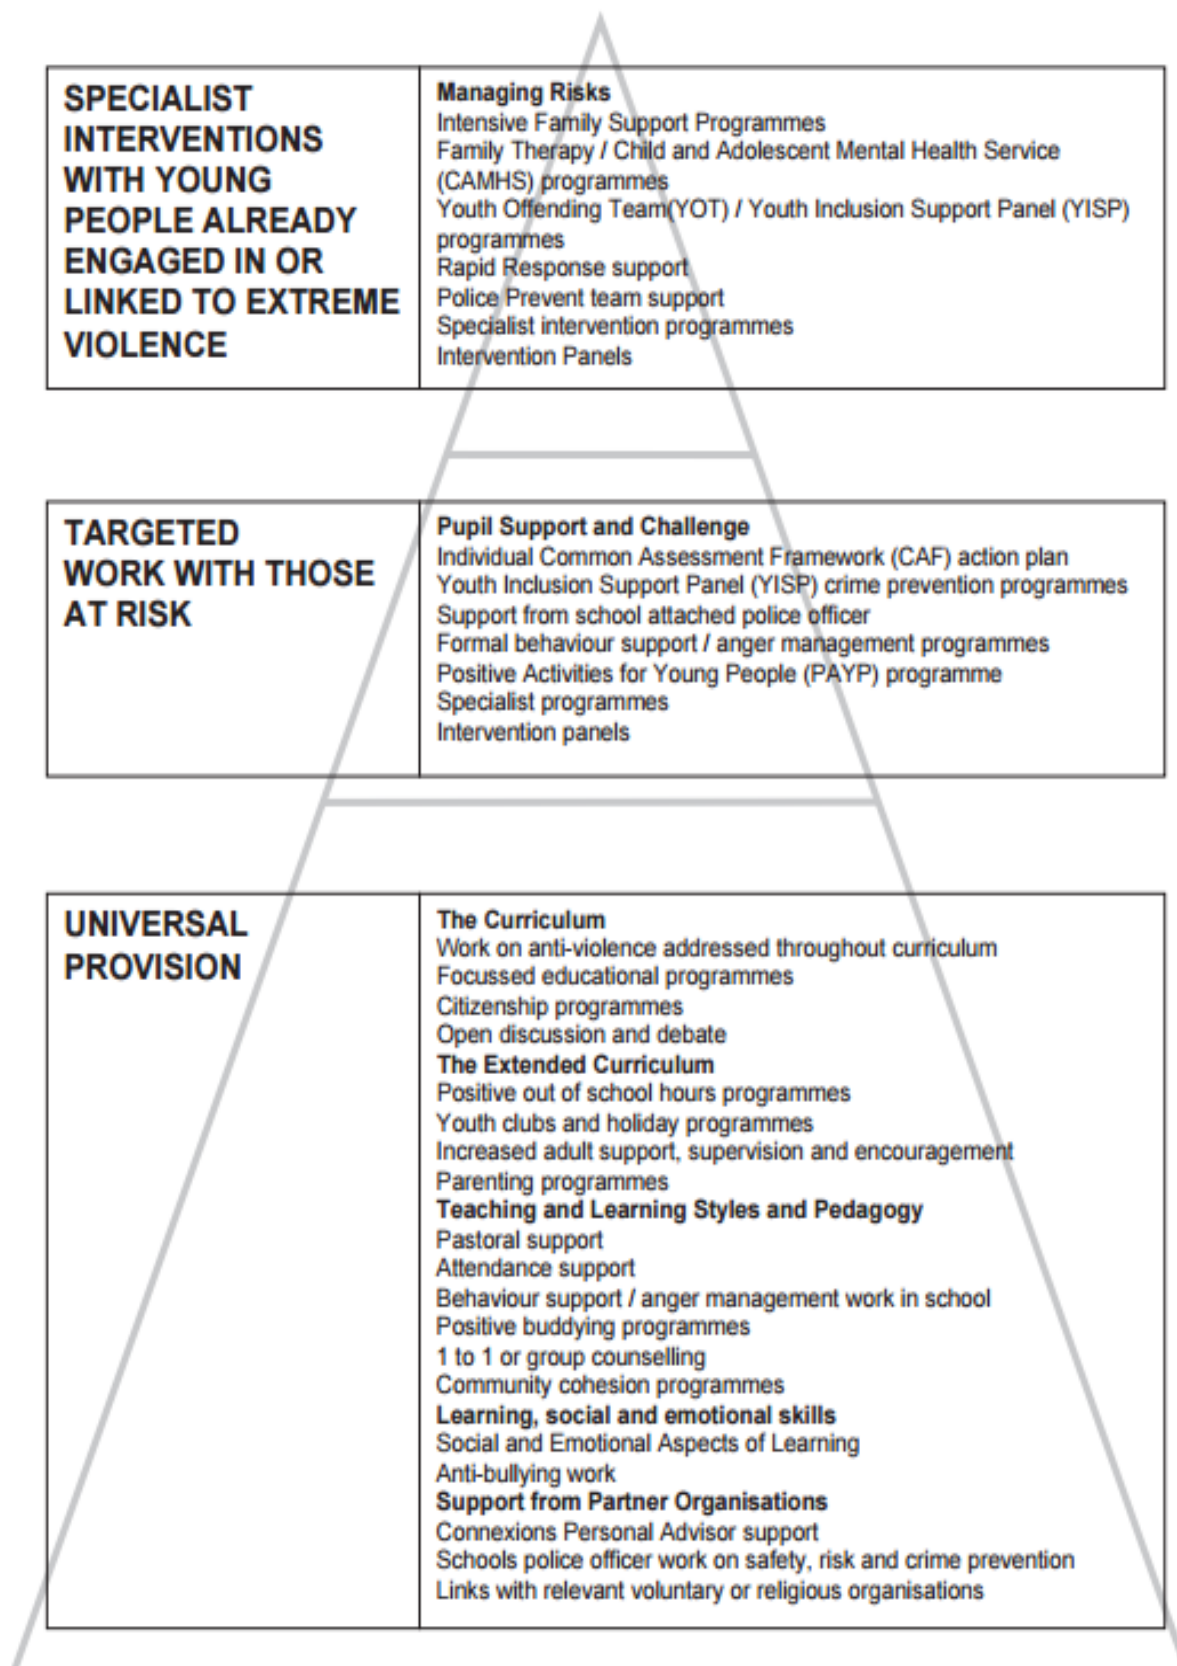 SPECIALIST
INTERVENTIONS
WITH YOUNG
PEOPLE ALREADY
ENGAGED IN OR
LINKED TO EXTREME
VIOLENCE
Managing Risks
Intensive Family Support Programmes
Family Therapy / Child and Adolescent Mental Health Service
(CAMHS) programmes
Youth Offending Team(YOT) / Youth Inclusion Support Panel (YISP)
programmes
Rapid Response support
Police Prevent team support
Specialist intervention programmes
Intervention Panels
TARGETED
WORK WITH THOSE
AT RISK
Pupil Support and Challenge
Individual Common Assessment Framework (CAF) action plan
Youth Inclusion Support Panel (YISP) crime prevention programmes
Support from school attached police officer
Formal behaviour support / anger management programmes
Positive Activities for Young People (PAYP) programme
Specialist programmes
Intervention panels
UNIVERSAL
PROVISION
The Curriculum
Work on anti-violence addressed throughout curriculum
Focussed educational programmes
Citizenship programmes
Open discussion and debate
The Extended Curriculum
Positive out of school hours programmes
Youth clubs and holiday programmes
Increased adult support, supervision and encouragement
Parenting programmes
Teaching and Learning Styles and Pedagogy
Pastoral support
Attendance support
Behaviour support / anger management work in school
Positive buddying programmes
1 to 1 or group counselling
Community cohesion programmes
Learning, social and emotional skills
Social and Emotional Aspects of Learning
Anti-bullying work
Support from Partner Organisations
Connexions Personal Advisor support
Schools police officer work on safety, risk and crime prevention
Links with relevant voluntary or religious organisations